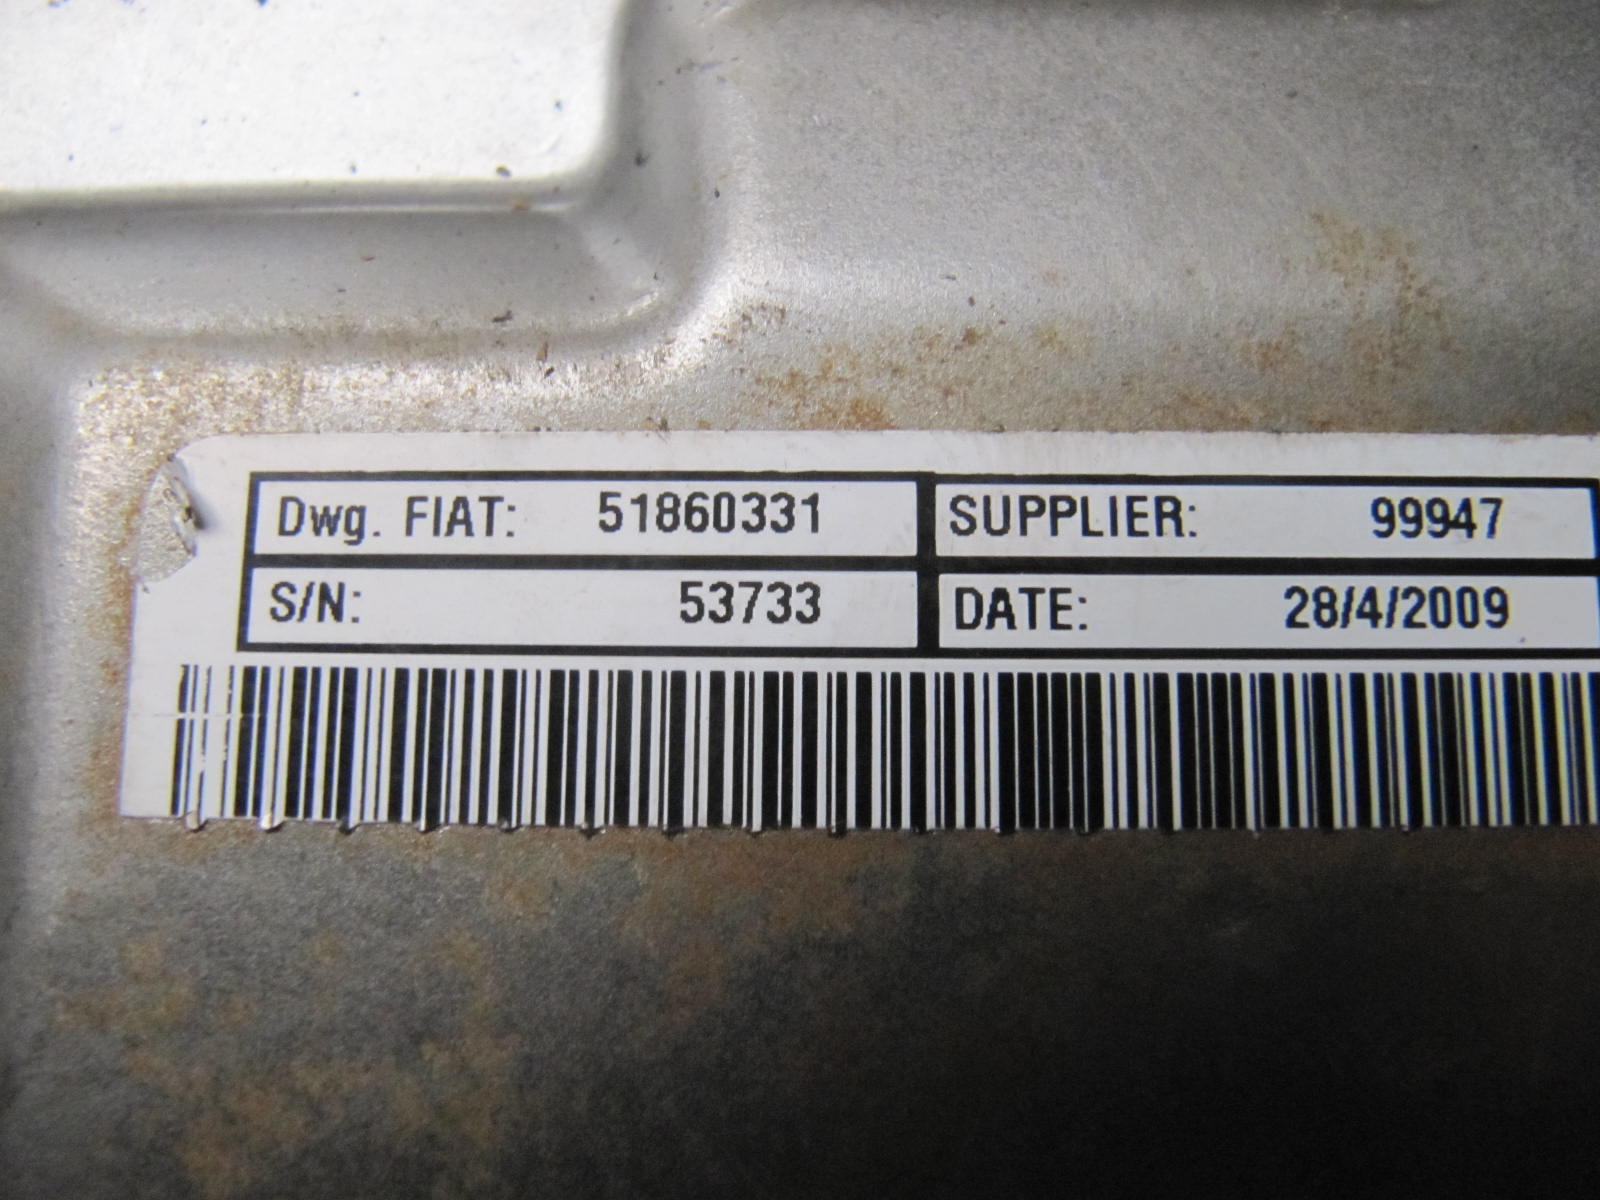 Dwg. FIAT: 51860331 SUPPLIER: 99947
S/N: 53733 DATE: 28/4/2009